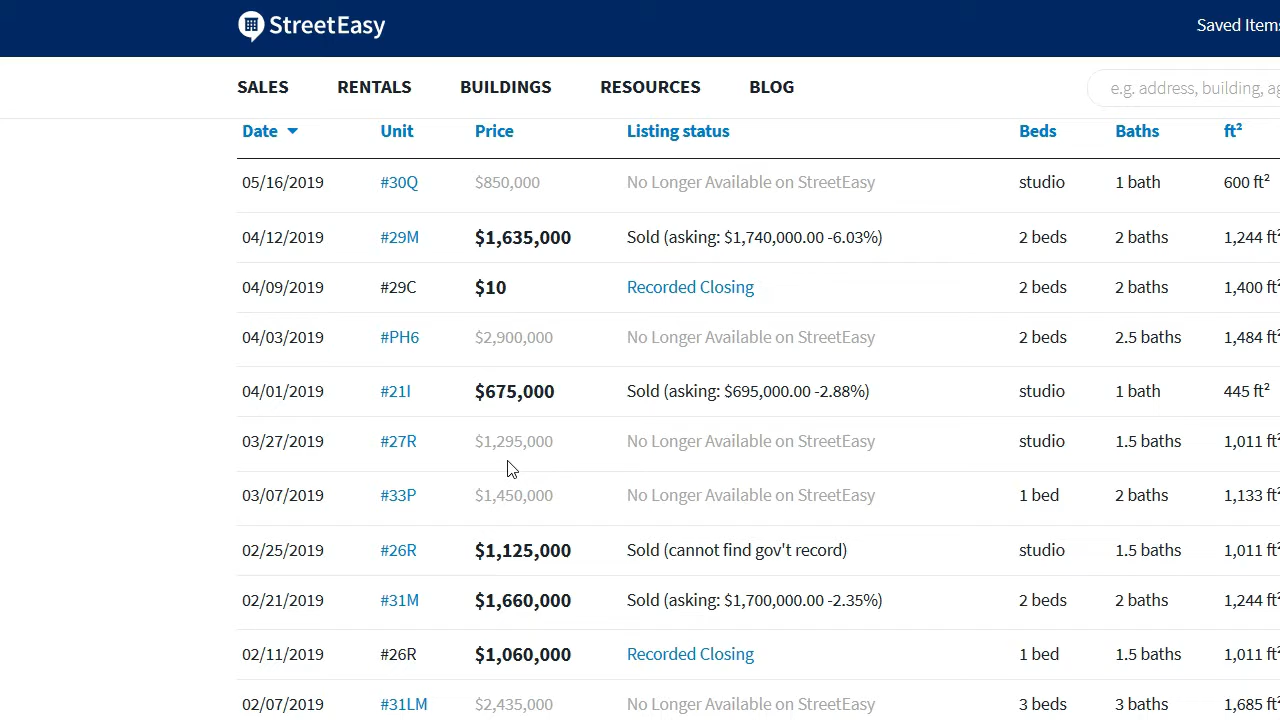 StreetEasy Saved Items
SALES RENTALS BUILDINGS RESOURCES BLOG e.g. address, building, ag
Date Unit Price Listing status Beds Baths ft²
05/16/2019 #30Q $850,000 No Longer Available on StreetEasy studio 1 bath 600 ft²
04/12/2019 #29M $1,635,000 Sold (asking: $1,740,000.00 -6.03%) 2 beds 2 baths 1,244 ft²
04/09/2019 #29C $10 Recorded Closing 2 beds 2 baths 1,400 ft²
04/03/2019 #PH6 $2,900,000 No Longer Available on StreetEasy 2 beds 2.5 baths 1,484 ft²
04/01/2019 #21I $675,000 Sold (asking: $695,000.00 -2.88%) studio 1 bath 445 ft²
03/27/2019 #27R $1,295,000 No Longer Available on StreetEasy studio 1.5 baths 1,011 ft²
03/07/2019 #33P $1,450,000 No Longer Available on StreetEasy 1 bed 2 baths 1,133 ft²
02/25/2019 #26R $1,125,000 Sold (cannot find gov't record) studio 1.5 baths 1,011 ft²
02/21/2019 #31M $1,660,000 Sold (asking: $1,700,000.00 -2.35%) 2 beds 2 baths 1,244 ft²
02/11/2019 #26R $1,060,000 Recorded Closing 1 bed 1.5 baths 1,011 ft²
02/07/2019 #31LM $2,435,000 No Longer Available on StreetEasy 3 beds 3 baths 1,685 ft²